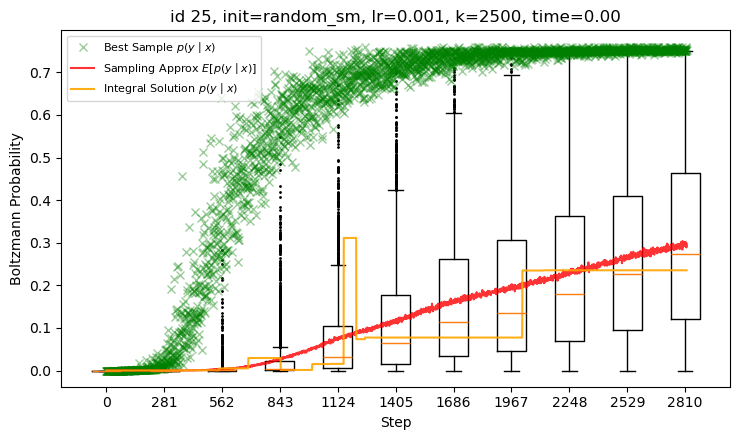 id 25, init=random_sm, lr=0.001, k=2500, time=0.00
Best Sample p(y | x)
Sampling Approx E[p(y | x)]
Integral Solution p(y | x)
Boltzmann Probability
0.7
0.6
0.5
0.4
0.3
0.2
0.1
0.0
0 281 562 843 1124 1405 1686 1967 2248 2529 2810
Step